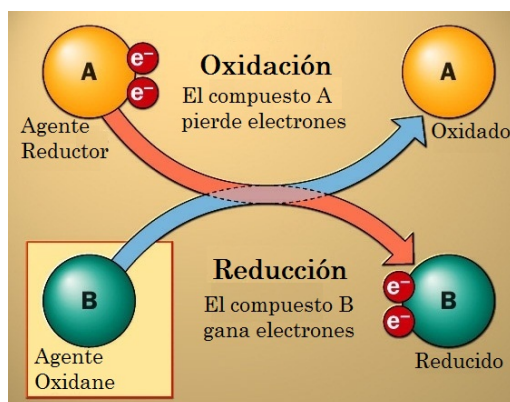 A
e⁻
e⁻
Oxidación
El compuesto A
pierde electrones
Agente
Reductor
A
Oxidado
B
Agente
Oxidane
Reducción
El compuesto B
gana electrones
e⁻
e⁻
B
Reducido